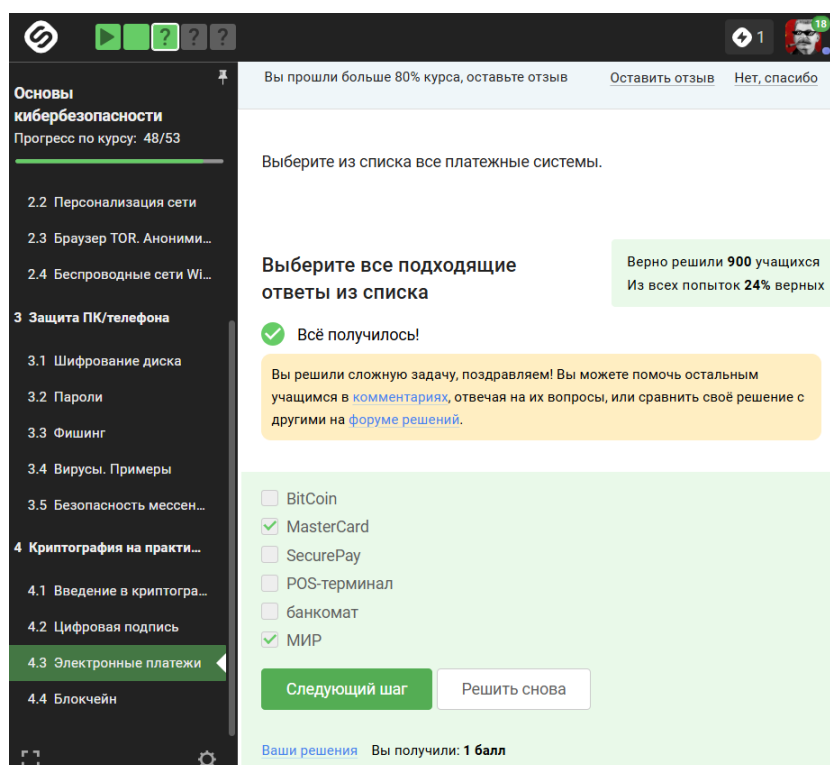 ? ? ?
1
18
Основы
кибербезопасности
Прогресс по курсу: 48/53
2.2 Персонализация сети
2.3 Браузер TOR. Аноними...
2.4 Беспроводные сети Wi...
3 Защита ПК/телефона
3.1 Шифрование диска
3.2 Пароли
3.3 Фишинг
3.4 Вирусы. Примеры
3.5 Безопасность мессен...
4 Криптография на практи...
4.1 Введение в криптогра...
4.2 Цифровая подпись
4.3 Электронные платежи
4.4 Блокчейн
Вы прошли больше 80% курса, оставьте отзыв Оставить отзыв Нет, спасибо
Выберите из списка все платежные системы.
Выберите все подходящие
ответы из списка
Верно решили 900 учащихся
Из всех попыток 24% верных
Всё получилось!
Вы решили сложную задачу, поздравляем! Вы можете помочь остальным
учащимся в комментариях, отвечая на их вопросы, или сравнить своё решение с
другими на форуме решений.
BitCoin
MasterCard
SecurePay
POS-терминал
банкомат
МИР
Следующий шаг Решить снова
Ваши решения Вы получили: 1 балл